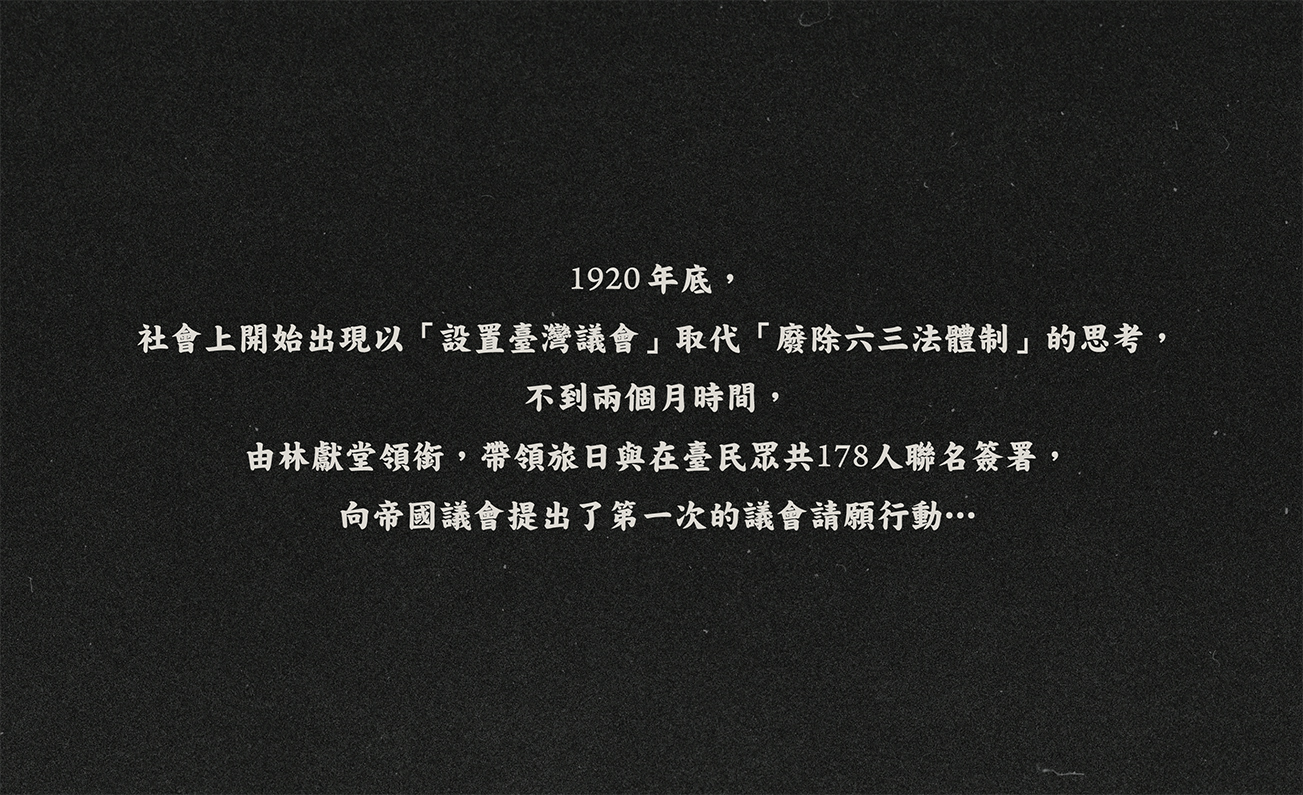 1920 年底，
社會上開始出現以「設置臺灣議會」取代「廢除六三法體制」的思考，
不到兩個月時間，
由林獻堂領銜，帶領旅日與在臺民眾共178人聯名簽署，
向帝國議會提出了第一次的議會請願行動⋯